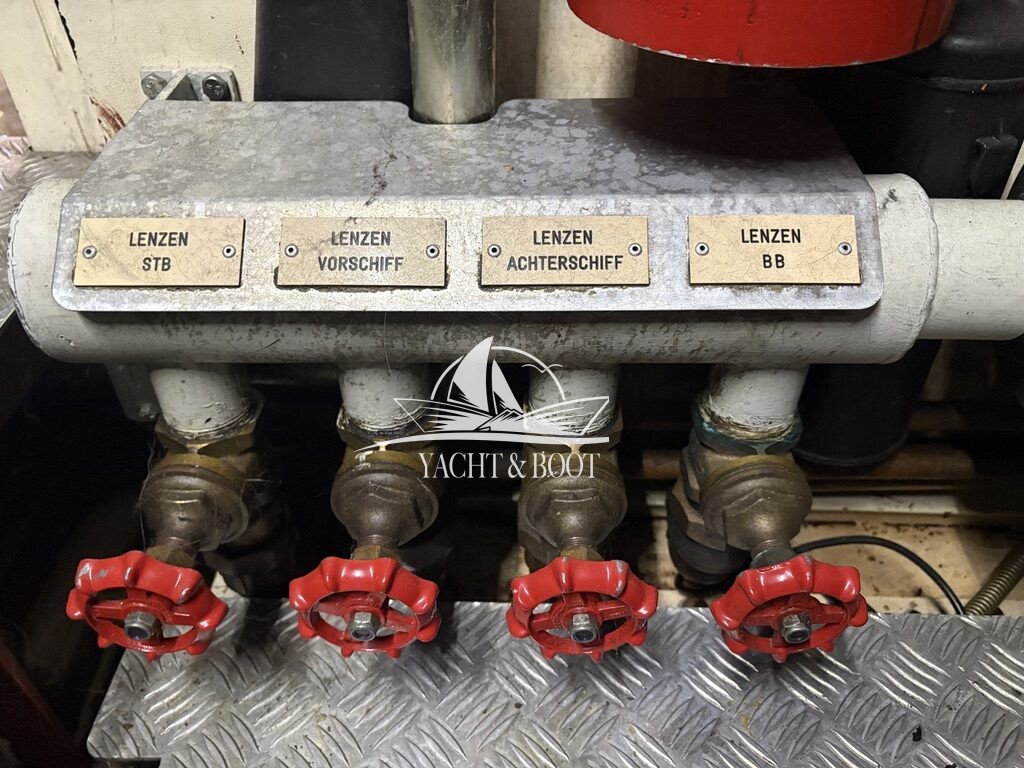 LENZEN
STB
LENZEN
VORSCHIFF
LENZEN
ACHTERSCHIFF
LENZEN
BB
YACHT & BOOT